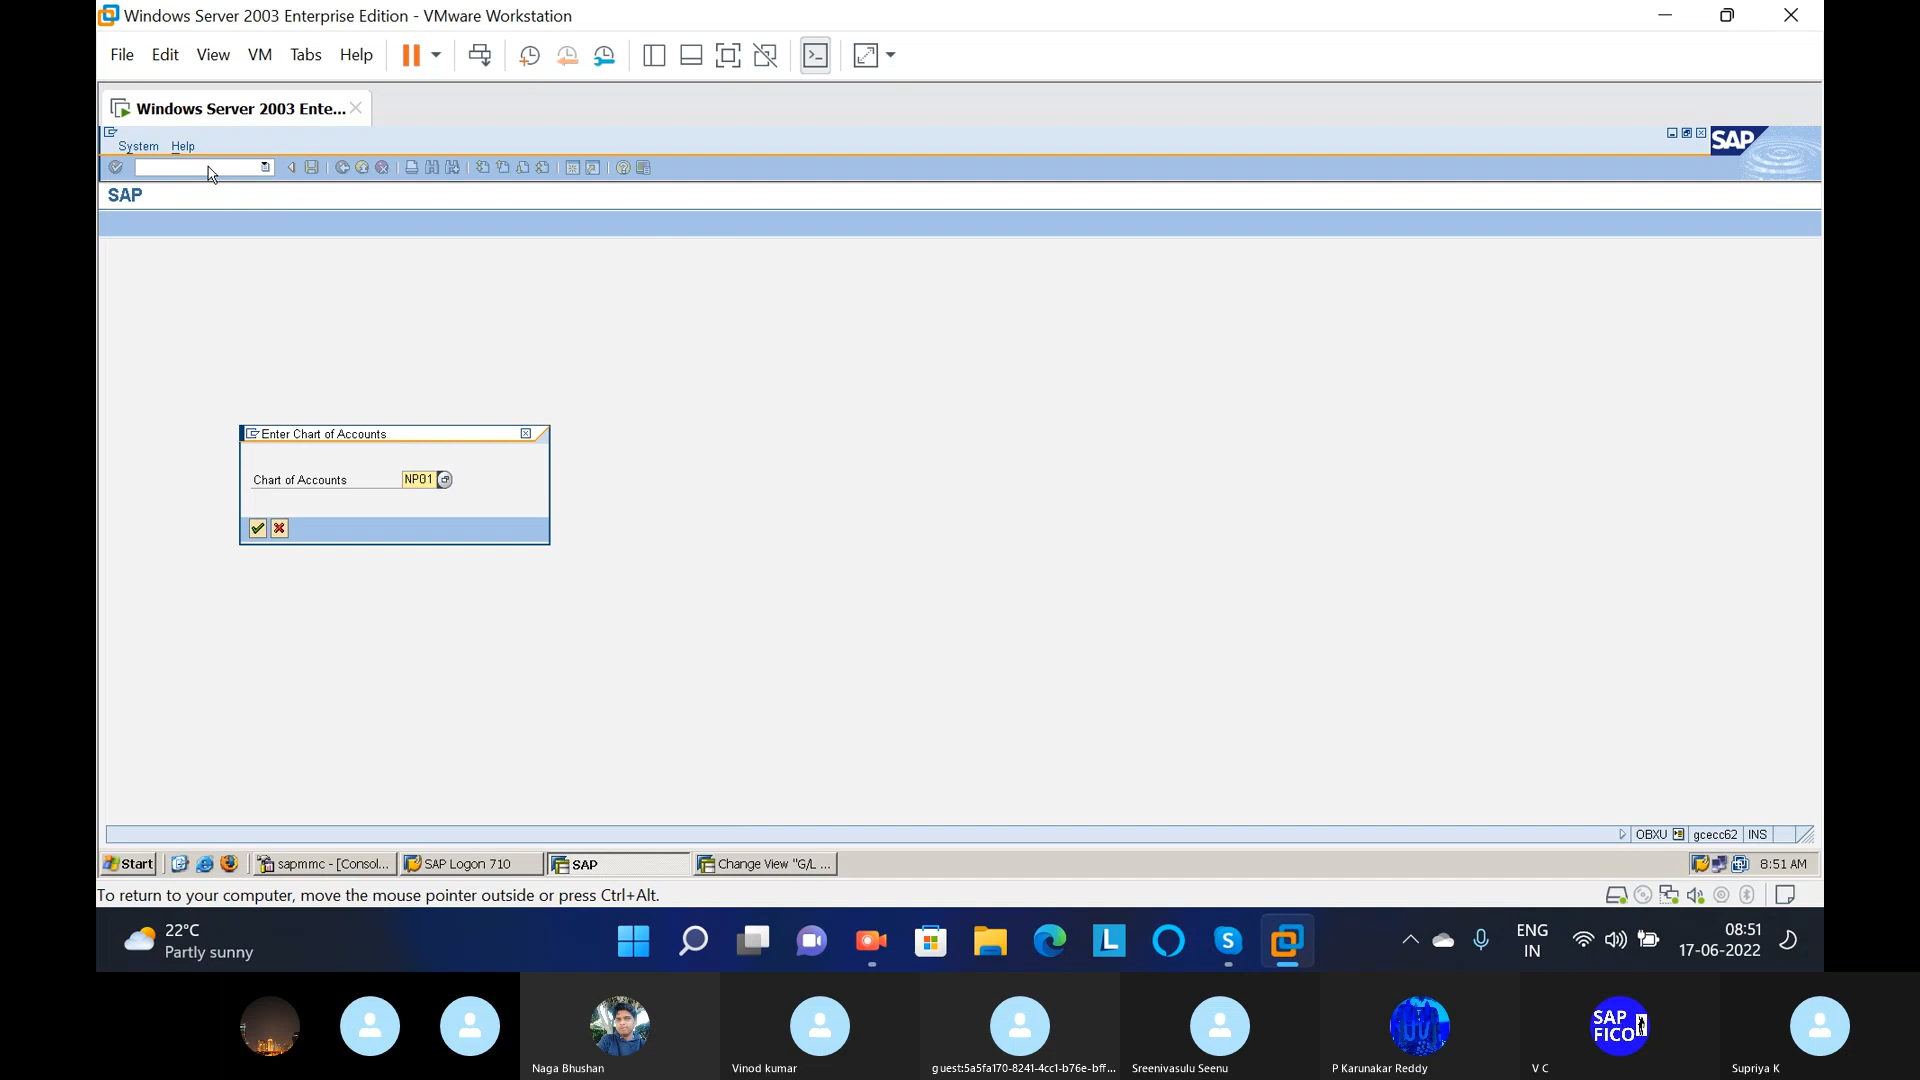 Windows Server 2003 Enterprise Edition - VMware Workstation
File Edit View VM Tabs Help
Windows Server 2003 Ente...
System Help
SAP
SAP
Enter Chart of Accounts
Chart of Accounts NP01
OBXU gcecc62 INS
Start sapmmc - [Consol... SAP Logon 710 SAP Change View "G/L ... 8:51 AM
To return to your computer, move the mouse pointer outside or press Ctrl+Alt.
22°C
Partly sunny
L
S
ENG
IN
08:51
17-06-2022
SAP
FICO
Naga Bhushan
Vinod kumar
guest:5a5fa170-8241-4cc1-b76e-bff...
Sreenivasulu Seenu
P Karunakar Reddy
V C
Supriya K